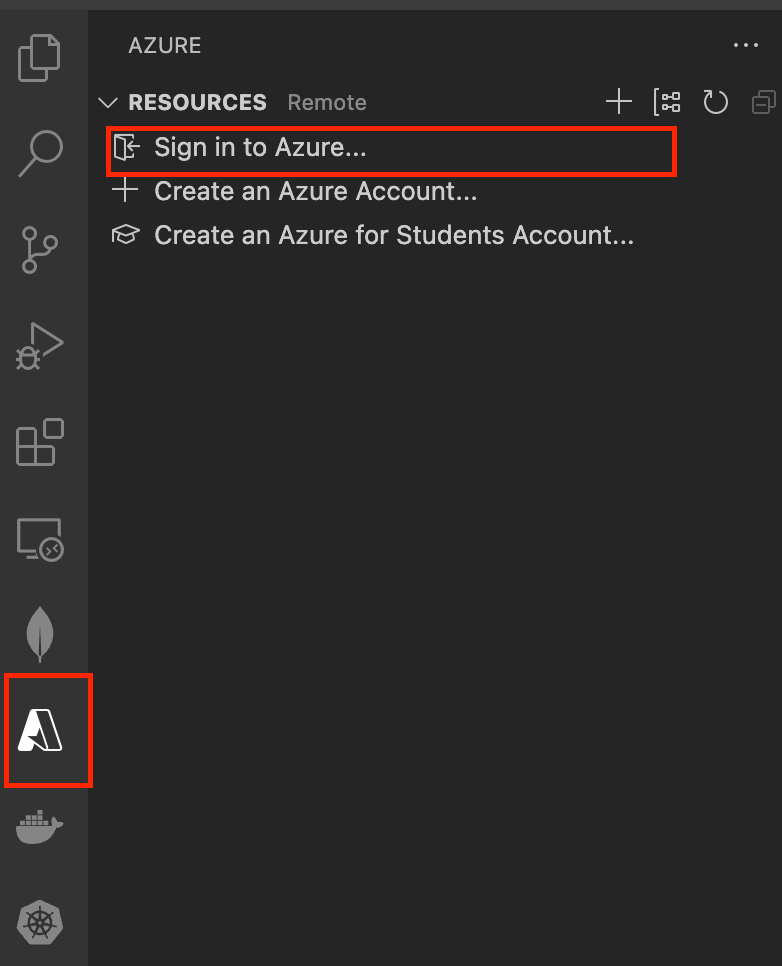 AZURE
RESOURCES Remote
Sign in to Azure...
Create an Azure Account...
Create an Azure for Students Account...